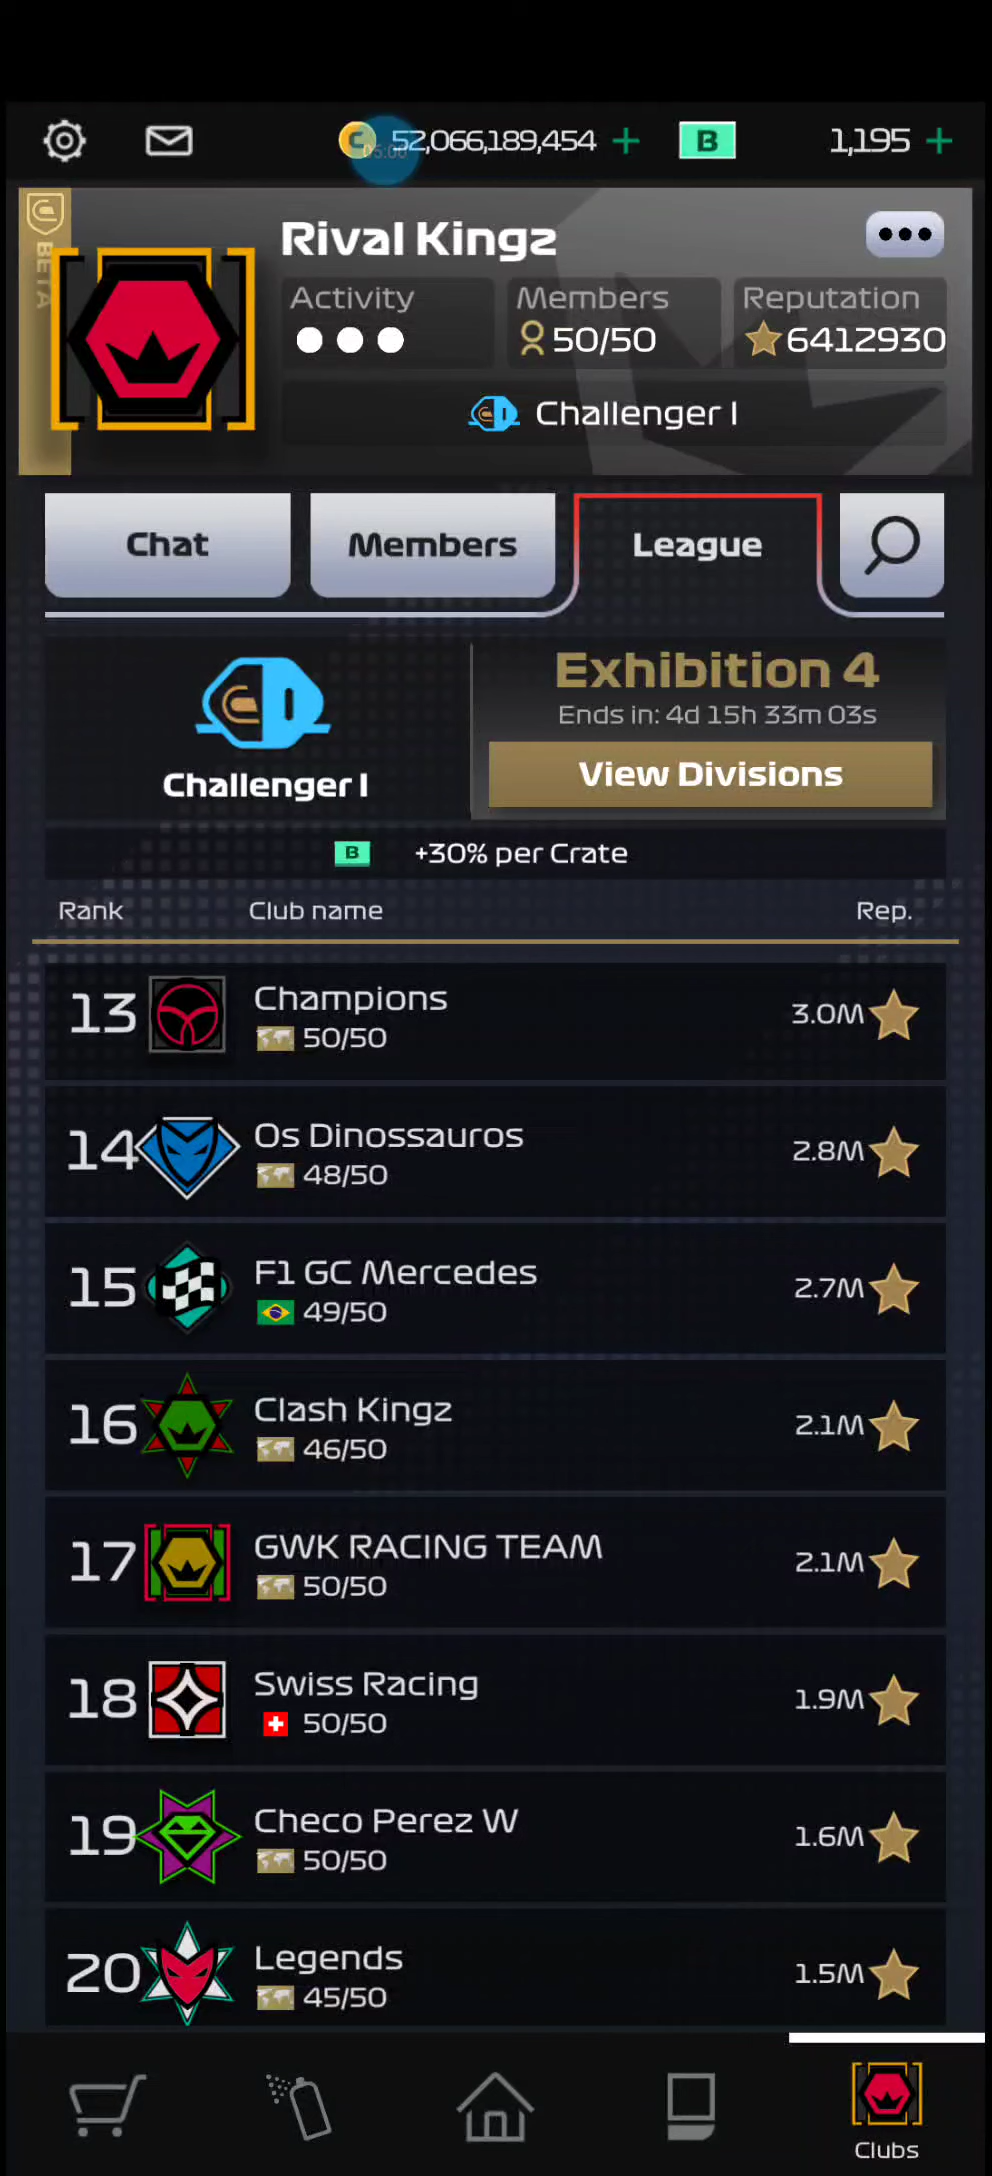 52,066,189,454
05:00
B
1,195
BETA
Rival Kingz
Activity
Members
Reputation
50/50
6412930
Challenger I
Chat
Members
League
Challenger I
Exhibition 4
Ends in: 4d 15h 33m 03s
View Divisions
B +30% per Crate
Rank Club name Rep.
13 Champions 3.0M
50/50
14 Os Dinossauros 2.8M
48/50
15 F1 GC Mercedes 2.7M
49/50
16 Clash Kingz 2.1M
46/50
17 GWK RACING TEAM 2.1M
50/50
18 Swiss Racing 1.9M
50/50
19 Checo Perez W 1.6M
50/50
20 Legends 1.5M
45/50
Clubs